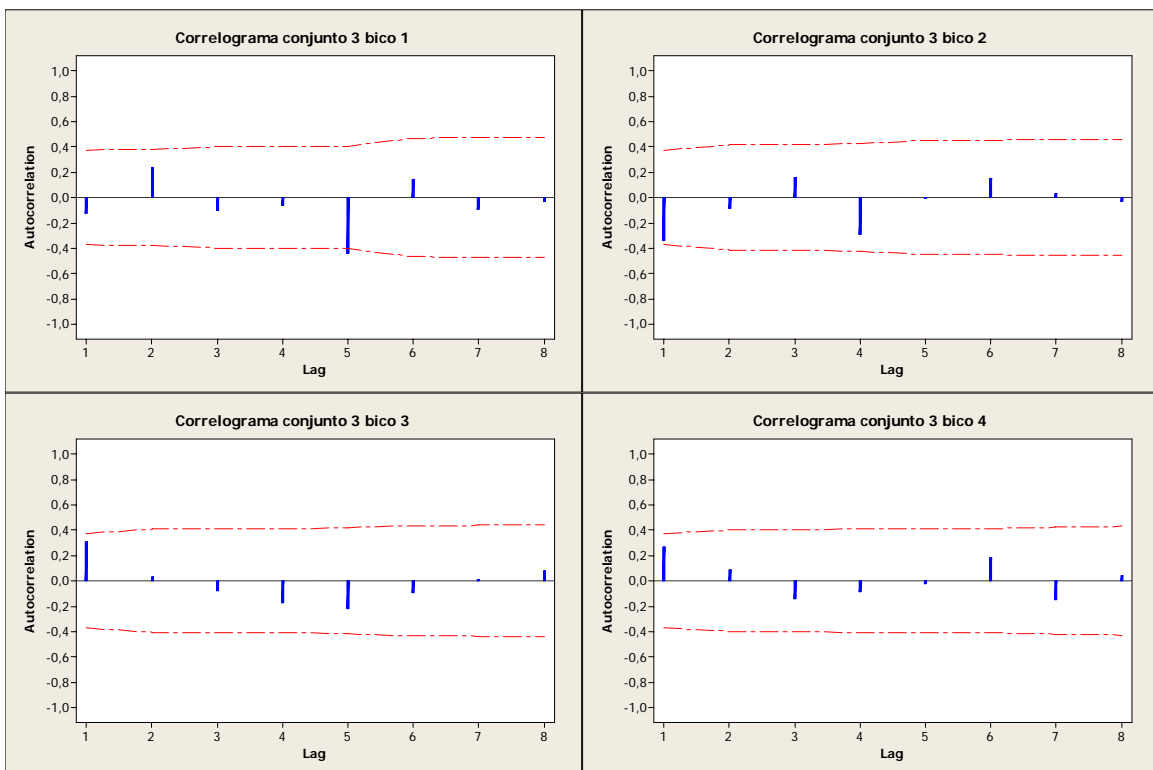 Correlograma conjunto 3 bico 1
Autocorrelation
1,0
0,8
0,6
0,4
0,2
0,0
-0,2
-0,4
-0,6
-0,8
-1,0
1 2 3 4 5 6 7 8
Lag
Correlograma conjunto 3 bico 2
Autocorrelation
1,0
0,8
0,6
0,4
0,2
0,0
-0,2
-0,4
-0,6
-0,8
-1,0
1 2 3 4 5 6 7 8
Lag
Correlograma conjunto 3 bico 3
Autocorrelation
1,0
0,8
0,6
0,4
0,2
0,0
-0,2
-0,4
-0,6
-0,8
-1,0
1 2 3 4 5 6 7 8
Lag
Correlograma conjunto 3 bico 4
Autocorrelation
1,0
0,8
0,6
0,4
0,2
0,0
-0,2
-0,4
-0,6
-0,8
-1,0
1 2 3 4 5 6 7 8
Lag